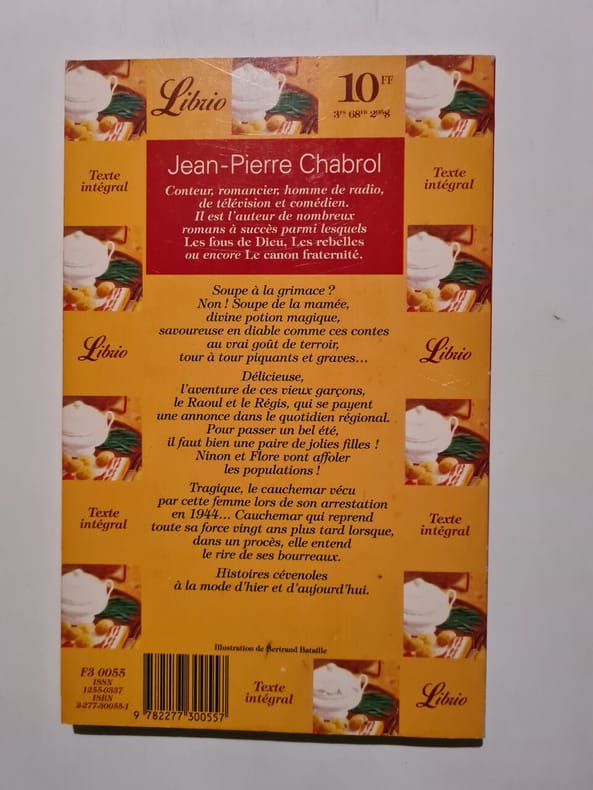 Librio
10 FF
3FS 68FB 295$
Texte
intégral
Texte
intégral
Jean-Pierre Chabrol
Conteur, romancier, homme de radio,
de télévision et comédien.
Il est l'auteur de nombreux
romans à succès parmi lesquels
Les fous de Dieu, Les rebelles
ou encore Le canon fraternité.
Soupe à la grimace ?
Non ! Soupe de la mamée,
divine potion magique,
savoureuse en diable comme ces contes
au vrai goût de terroir,
tour à tour piquants et graves...
Librio
Librio
Délicieuse,
l'aventure de ces vieux garçons,
le Raoul et le Régis, qui se payent
une annonce dans le quotidien régional.
Pour passer un bel été,
il faut bien une paire de jolies filles !
Ninon et Flore vont affoler
les populations !
Tragique, le cauchemar vécu
par cette femme lors de son arrestation
en 1944... Cauchemar qui reprend
toute sa force vingt ans plus tard lorsque,
dans un procès, elle entend
le rire de ses bourreaux.
Texte
intégral
Texte
intégral
Histoires cévenoles
à la mode d'hier et d'aujourd'hui.
Illustration de Bertrand Bataille
F3 0055
ISSN
1255-0337
ISBN
2-277-30055-1
9 782277 300557
Texte
intégral
Librio